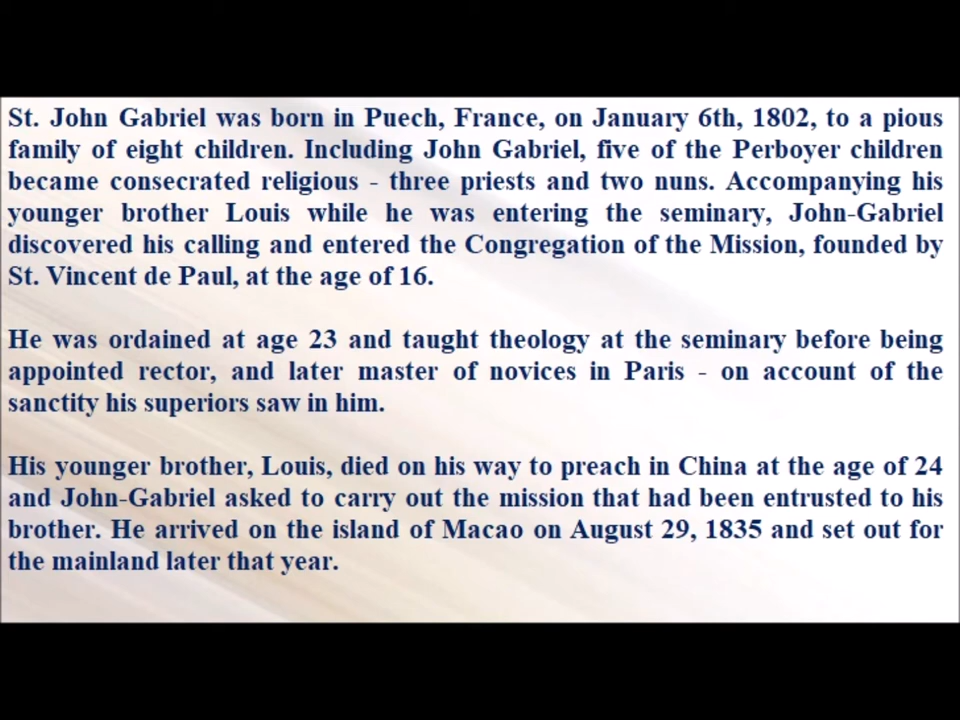 St. John Gabriel was born in Puech, France, on January 6th, 1802, to a pious
family of eight children. Including John Gabriel, five of the Perboyer children
became consecrated religious - three priests and two nuns. Accompanying his
younger brother Louis while he was entering the seminary, John-Gabriel
discovered his calling and entered the Congregation of the Mission, founded by
St. Vincent de Paul, at the age of 16.
He was ordained at age 23 and taught theology at the seminary before being
appointed rector, and later master of novices in Paris - on account of the
sanctity his superiors saw in him.
His younger brother, Louis, died on his way to preach in China at the age of 24
and John-Gabriel asked to carry out the mission that had been entrusted to his
brother. He arrived on the island of Macao on August 29, 1835 and set out for
the mainland later that year.